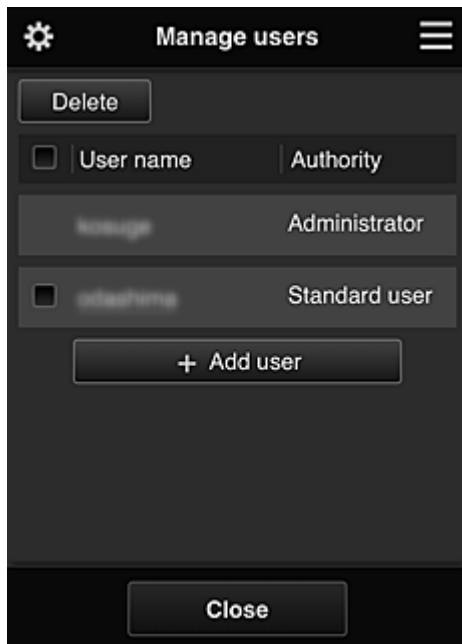 Manage users
Delete
User name Authority
Administrator
Standard user
+ Add user
Close